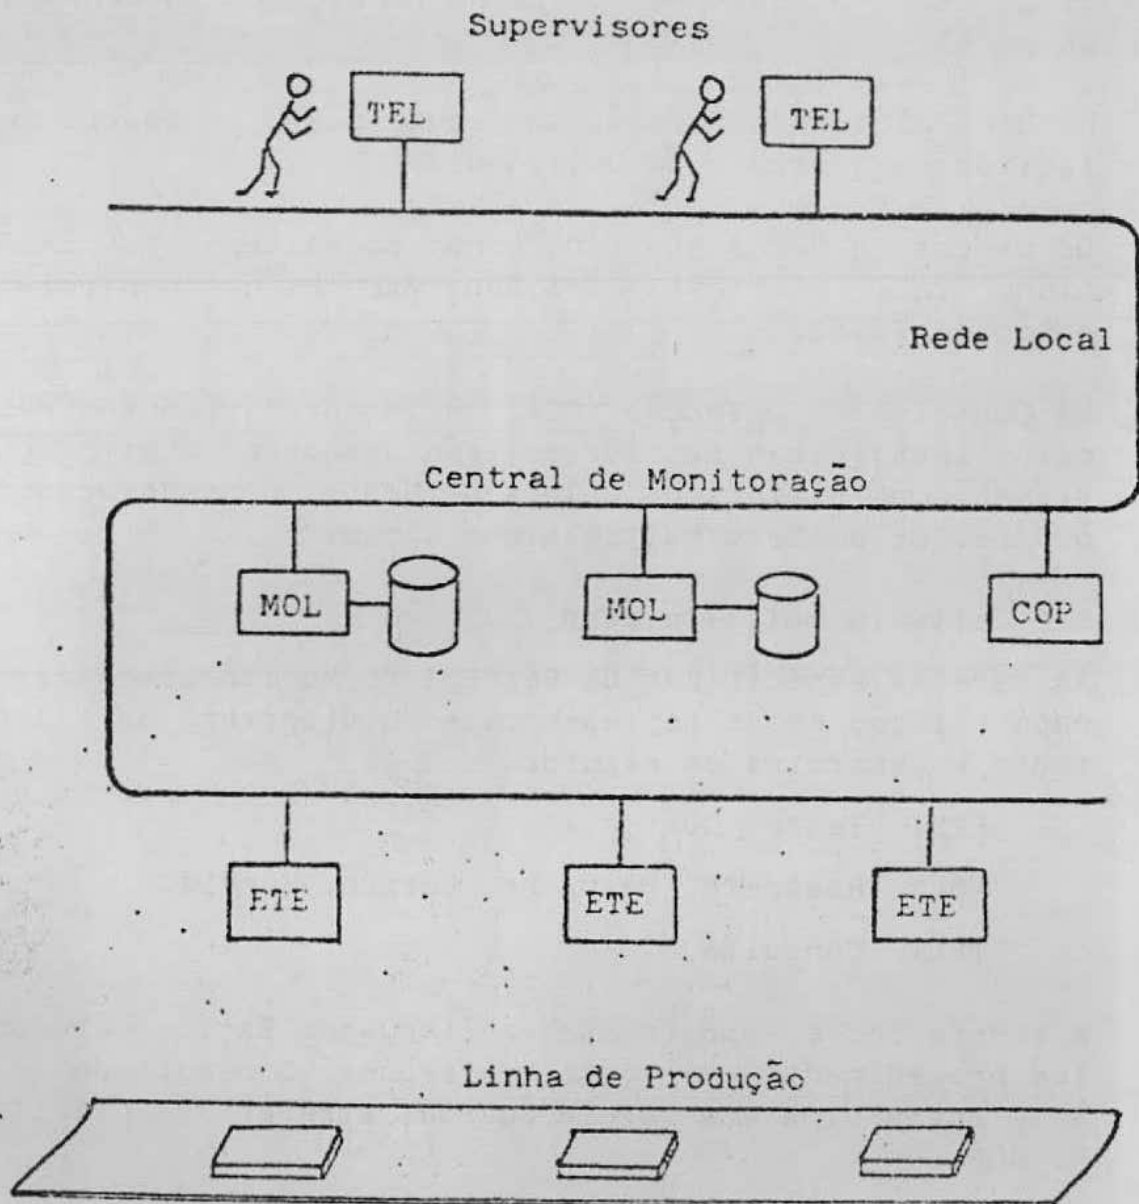 Supervisores
TEL
TEL
Rede Local
Central de Monitoração
MOL
MOL
COP
ETE
ETE
ETE
Linha de Produção